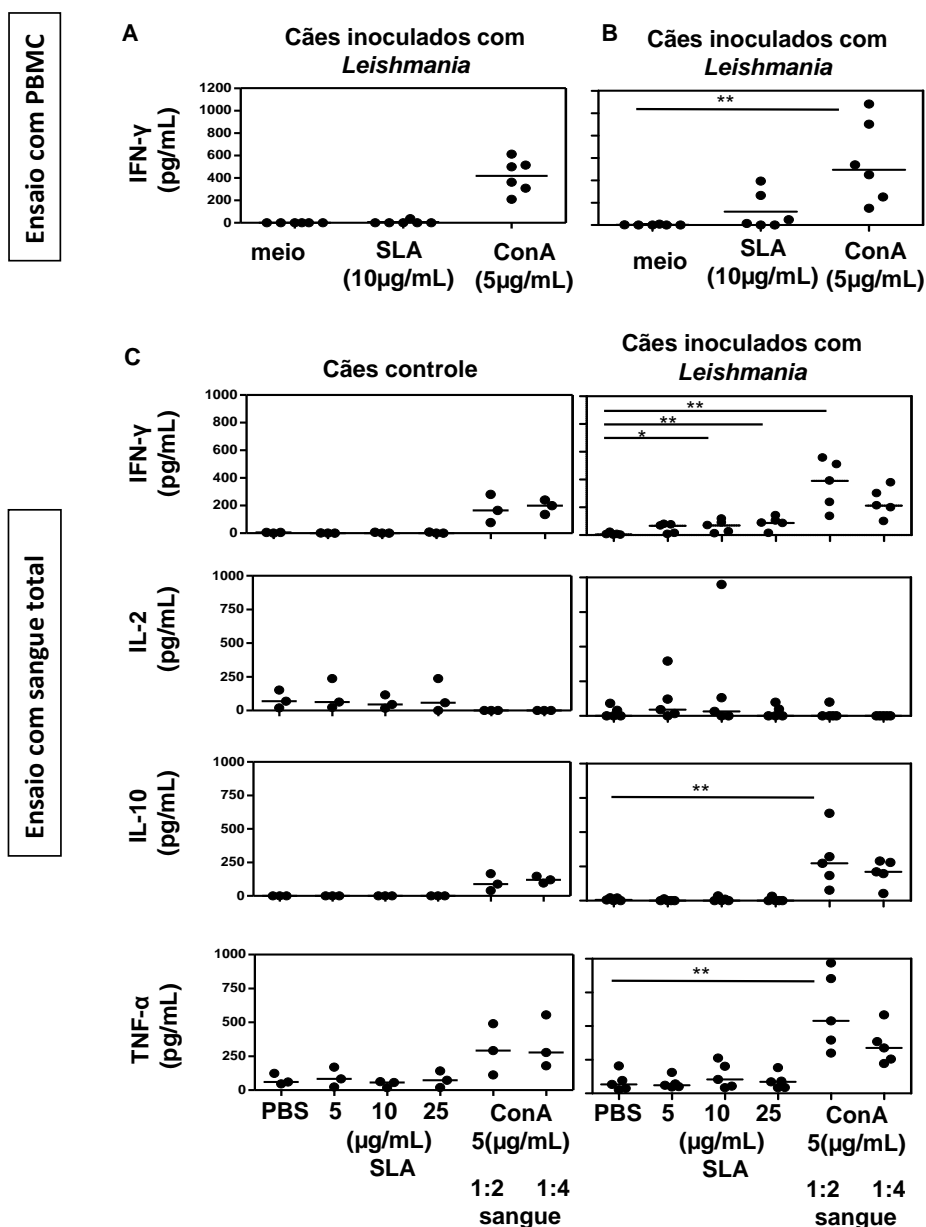 Ensaio com PBMC
A
Cães inoculados com
Leishmania
B
Cães inoculados com
Leishmania
IFN-γ
(pg/mL)
1200
1000
800
600
400
200
0
**
meio
SLA
(10µg/mL)
ConA
(5µg/mL)
meio
SLA
(10µg/mL)
ConA
(5µg/mL)
Ensaio com sangue total
C
Cães controle
Cães inoculados com
Leishmania
IFN-γ
(pg/mL)
1000
800
600
400
200
0
**
**
*
IL-2
(pg/mL)
1000
750
500
250
0
IL-10
(pg/mL)
1000
750
500
250
0
**
TNF-α
(pg/mL)
1000
750
500
250
0
**
PBS 5 10 25 ConA
(µg/mL) 5(µg/mL)
SLA
1:2 1:4
sangue
PBS 5 10 25 ConA
(µg/mL) 5(µg/mL)
SLA
1:2 1:4
sangue